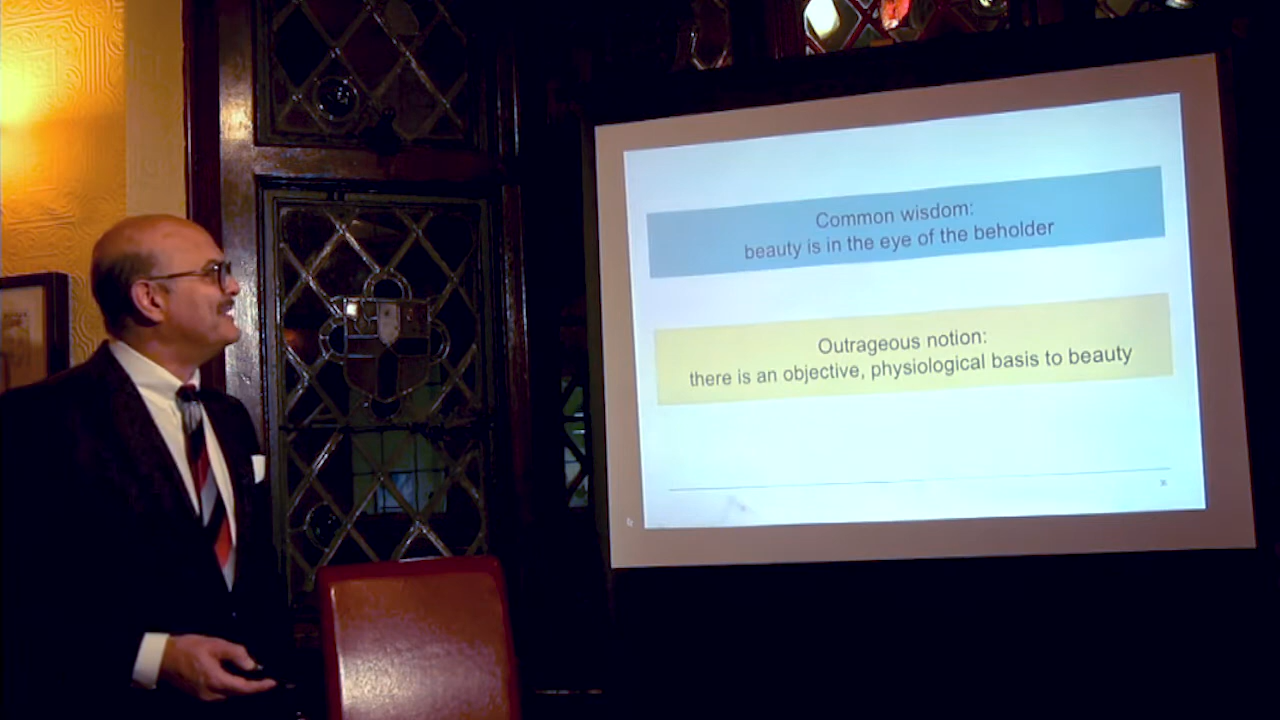 Common wisdom:
beauty is in the eye of the beholder
Outrageous notion:
there is an objective, physiological basis to beauty